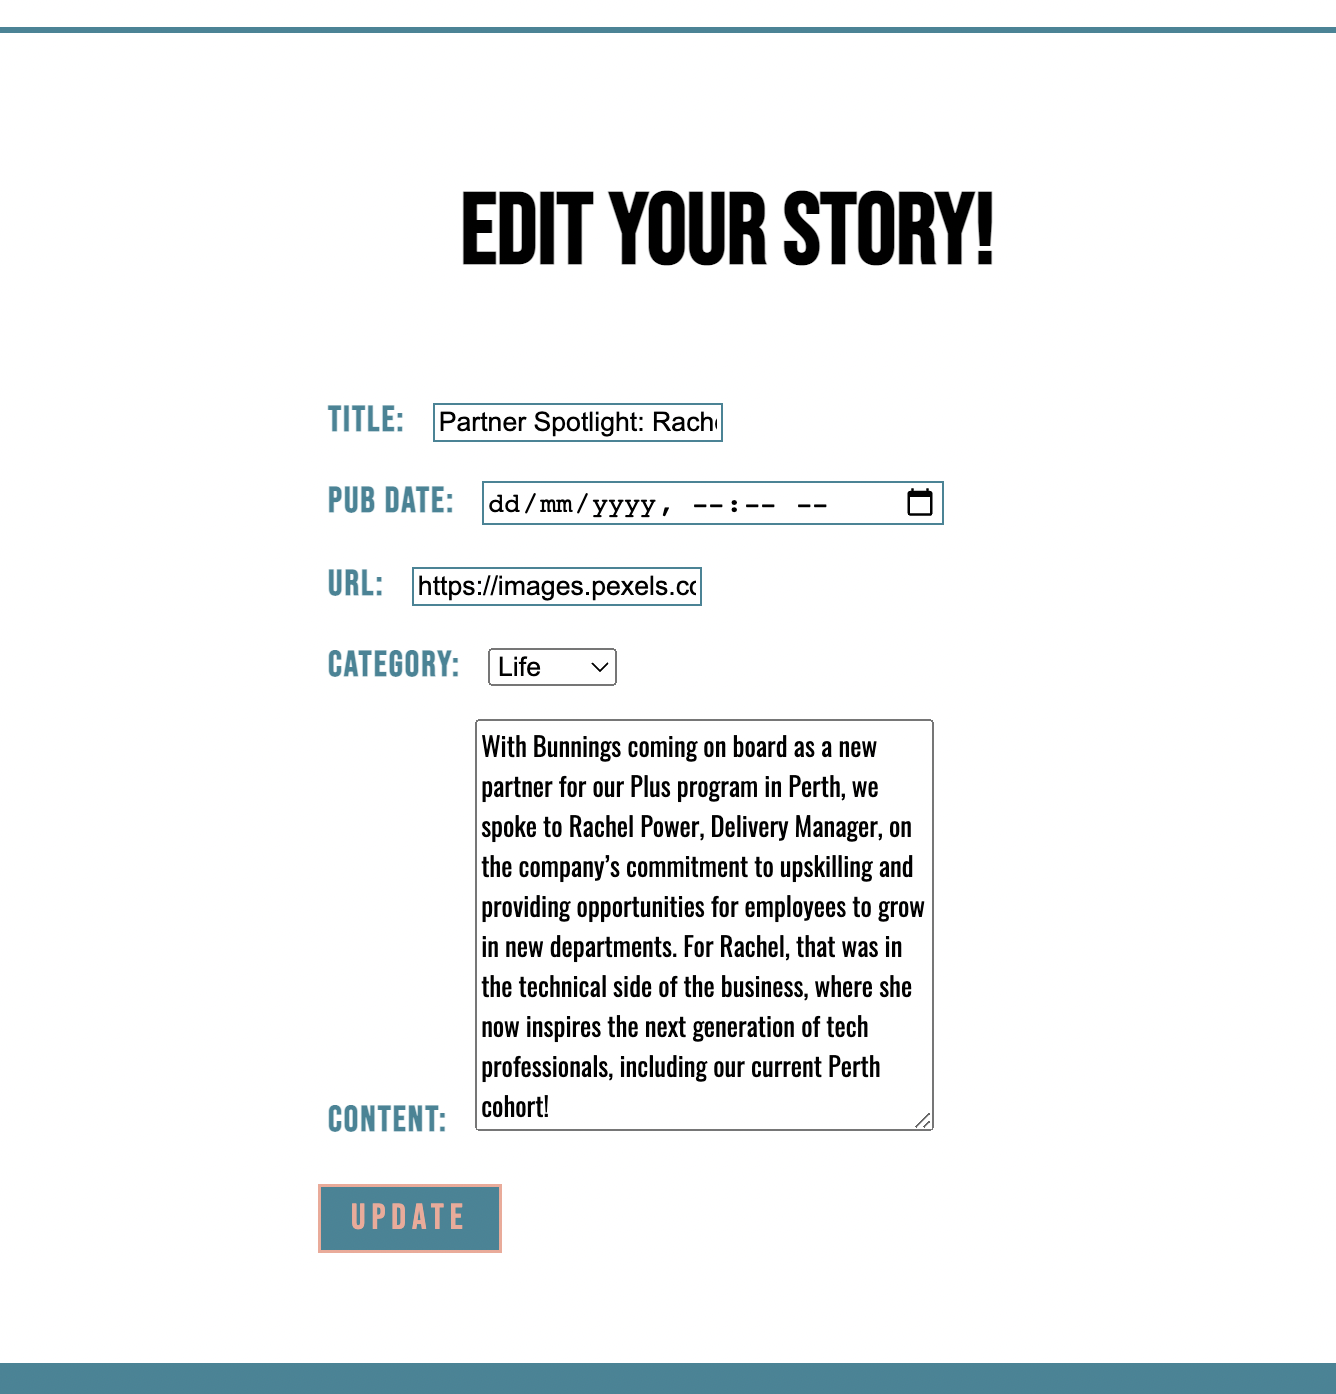 EDIT YOUR STORY!
TITLE: Partner Spotlight: Rach
PUB DATE: dd/mm/yyyy, --:-- --
URL: https://images.pexels.co
CATEGORY: Life
With Bunnings coming on board as a new
partner for our Plus program in Perth, we
spoke to Rachel Power, Delivery Manager, on
the company’s commitment to upskilling and
providing opportunities for employees to grow
in new departments. For Rachel, that was in
the technical side of the business, where she
now inspires the next generation of tech
professionals, including our current Perth
cohort!
CONTENT:
UPDATE